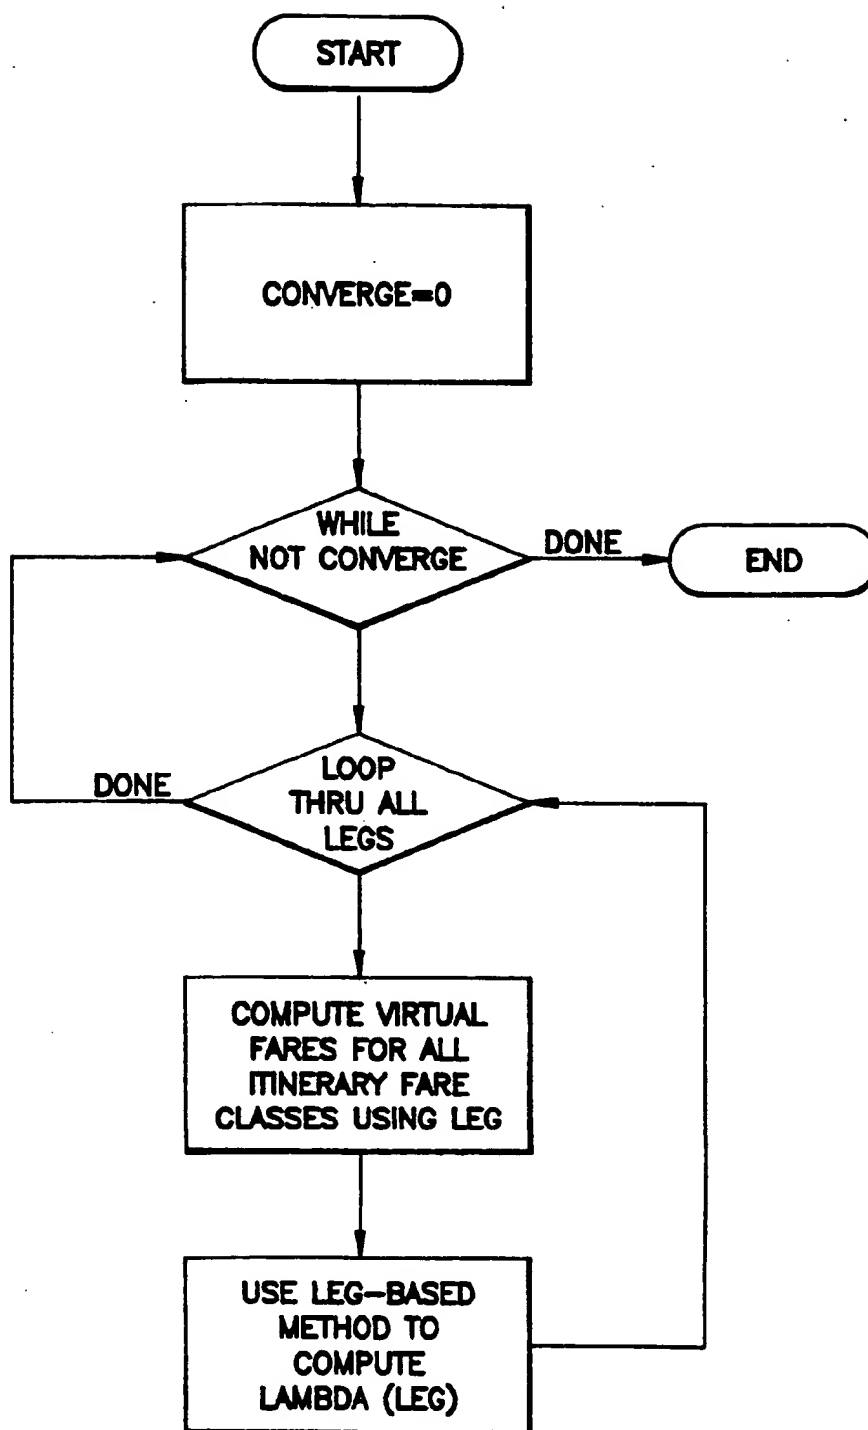 START
CONVERGE=0
WHILE
NOT CONVERGE
DONE
END
LOOP
THRU ALL
LEGS
DONE
COMPUTE VIRTUAL
FARES FOR ALL
ITINERARY FARE
CLASSES USING LEG
USE LEG-BASED
METHOD TO
COMPUTE
LAMBDA (LEG)